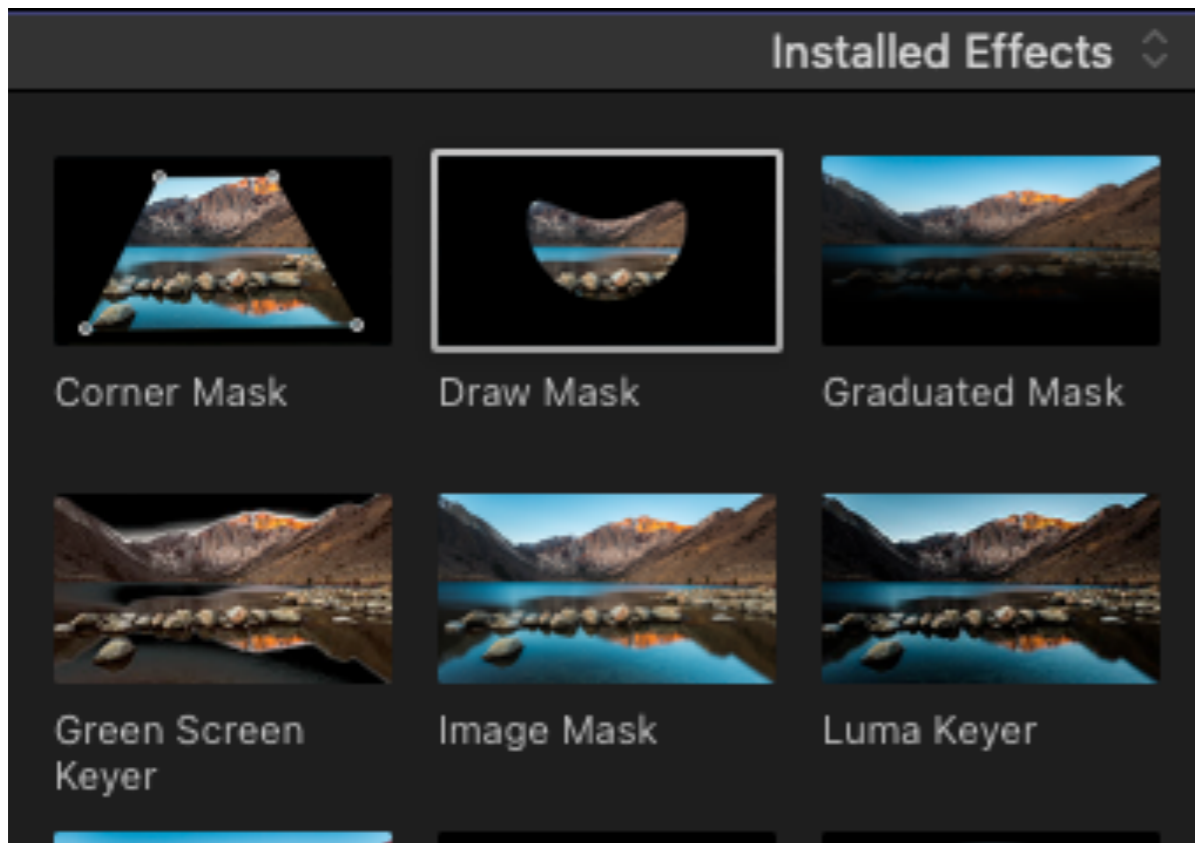 Installed Effects
Corner Mask
Draw Mask
Graduated Mask
Green Screen
Keyer
Image Mask
Luma Keyer